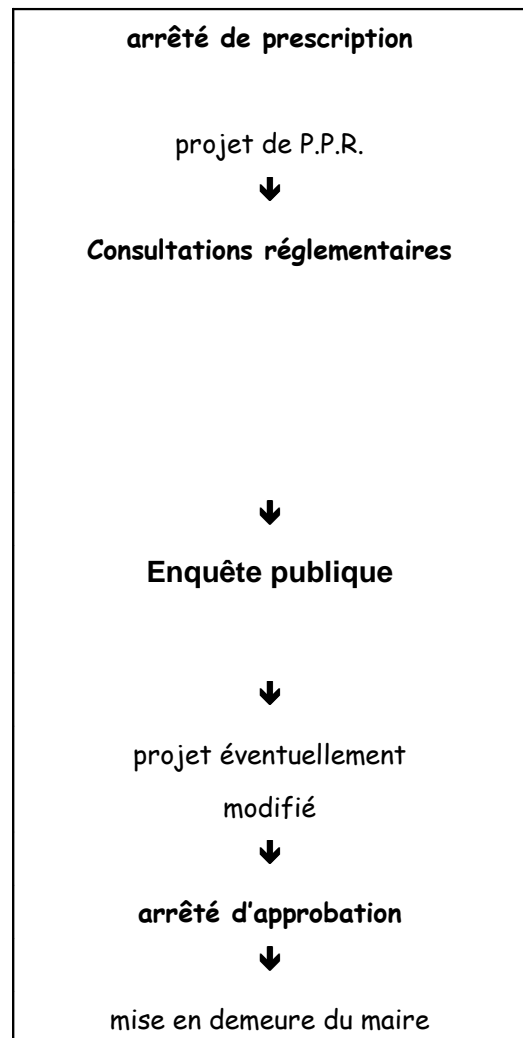 arrêté de prescription
projet de P.P.R.
🡻
Consultations réglementaires
🡻
Enquête publique
🡻
projet éventuellement
modifié
🡻
arrêté d'approbation
🡻
mise en demeure du maire